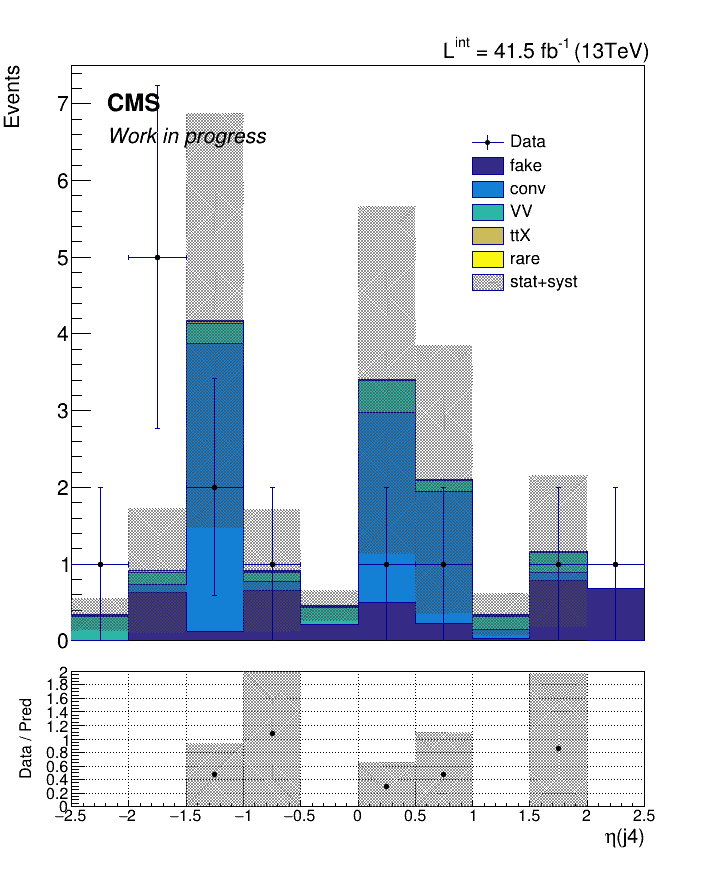 L^int = 41.5 fb^-1 (13TeV)
Events
CMS
Work in progress
Data
fake
conv
VV
ttX
rare
stat+syst
7
6
5
4
3
2
1
0
Data / Pred
2
1.8
1.6
1.4
1.2
1
0.8
0.6
0.4
0.2
0
−2.5 −2 −1.5 −1 −0.5 0 0.5 1 1.5 2 2.5
η(j4)